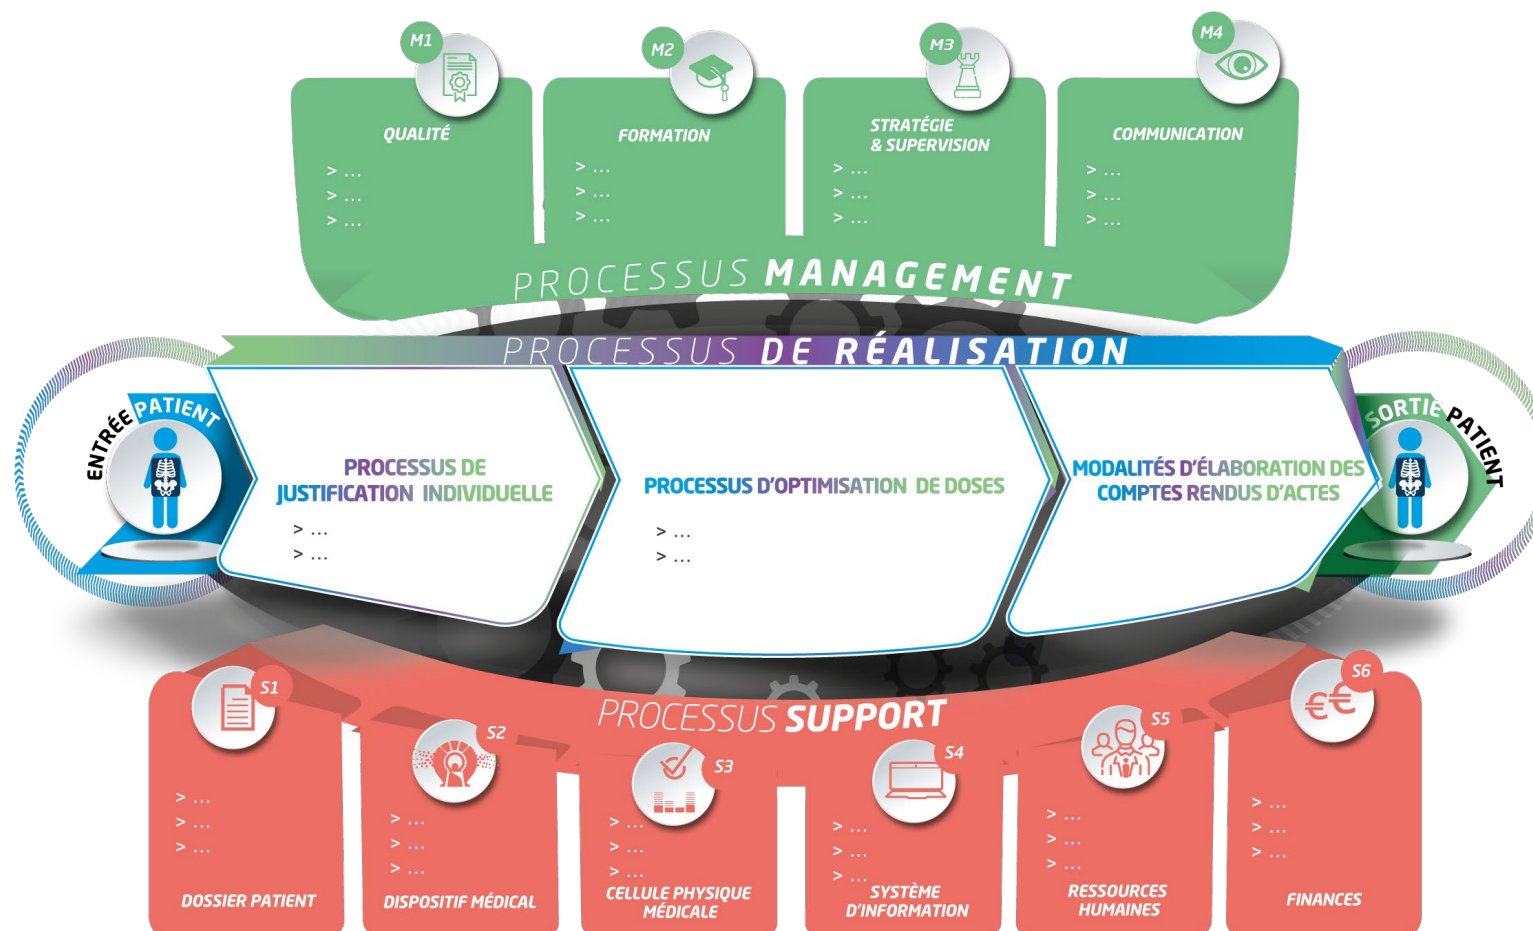 M1
QUALITÉ
> ...
> ...
> ...
M2
FORMATION
> ...
> ...
> ...
M3
STRATÉGIE
& SUPERVISION
> ...
> ...
> ...
M4
COMMUNICATION
> ...
> ...
> ...
PROCESSUS MANAGEMENT
PROCESSUS DE RÉALISATION
ENTRÉE PATIENT
PROCESSUS DE
JUSTIFICATION INDIVIDUELLE
> ...
> ...
PROCESSUS D'OPTIMISATION DE DOSES
> ...
> ...
MODALITÉS D'ÉLABORATION DES
COMPTES RENDUS D'ACTES
SORTIE PATIENT
PROCESSUS SUPPORT
S1
> ...
> ...
> ...
DOSSIER PATIENT
S2
> ...
> ...
> ...
DISPOSITIF MÉDICAL
S3
> ...
> ...
> ...
CELLULE PHYSIQUE
MÉDICALE
S4
> ...
> ...
> ...
SYSTÈME
D'INFORMATION
S5
> ...
> ...
> ...
RESSOURCES
HUMAINES
S6
€€
> ...
> ...
> ...
FINANCES